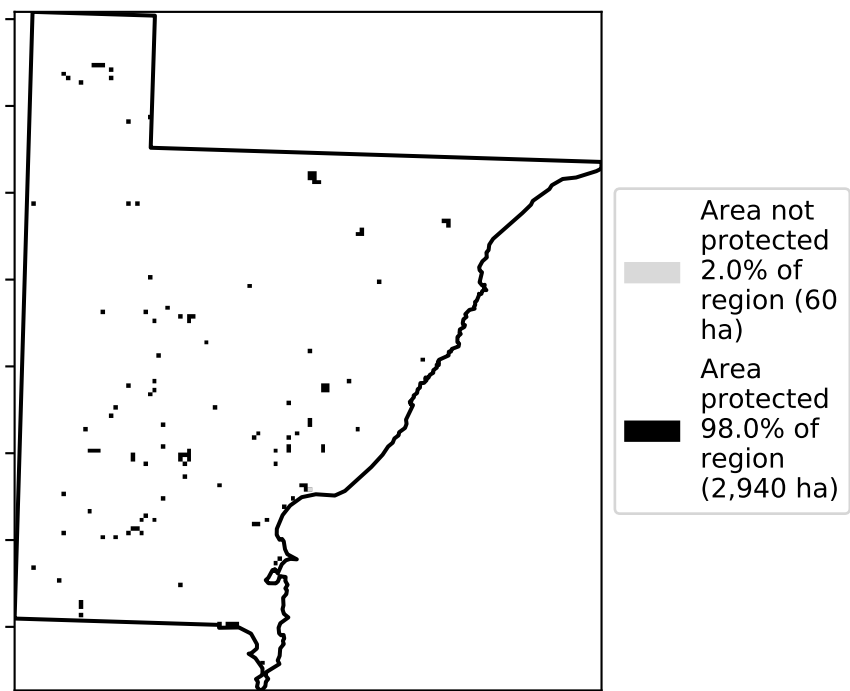 Area not
protected
2.0% of
region (60
ha)
Area
protected
98.0% of
region
(2,940 ha)